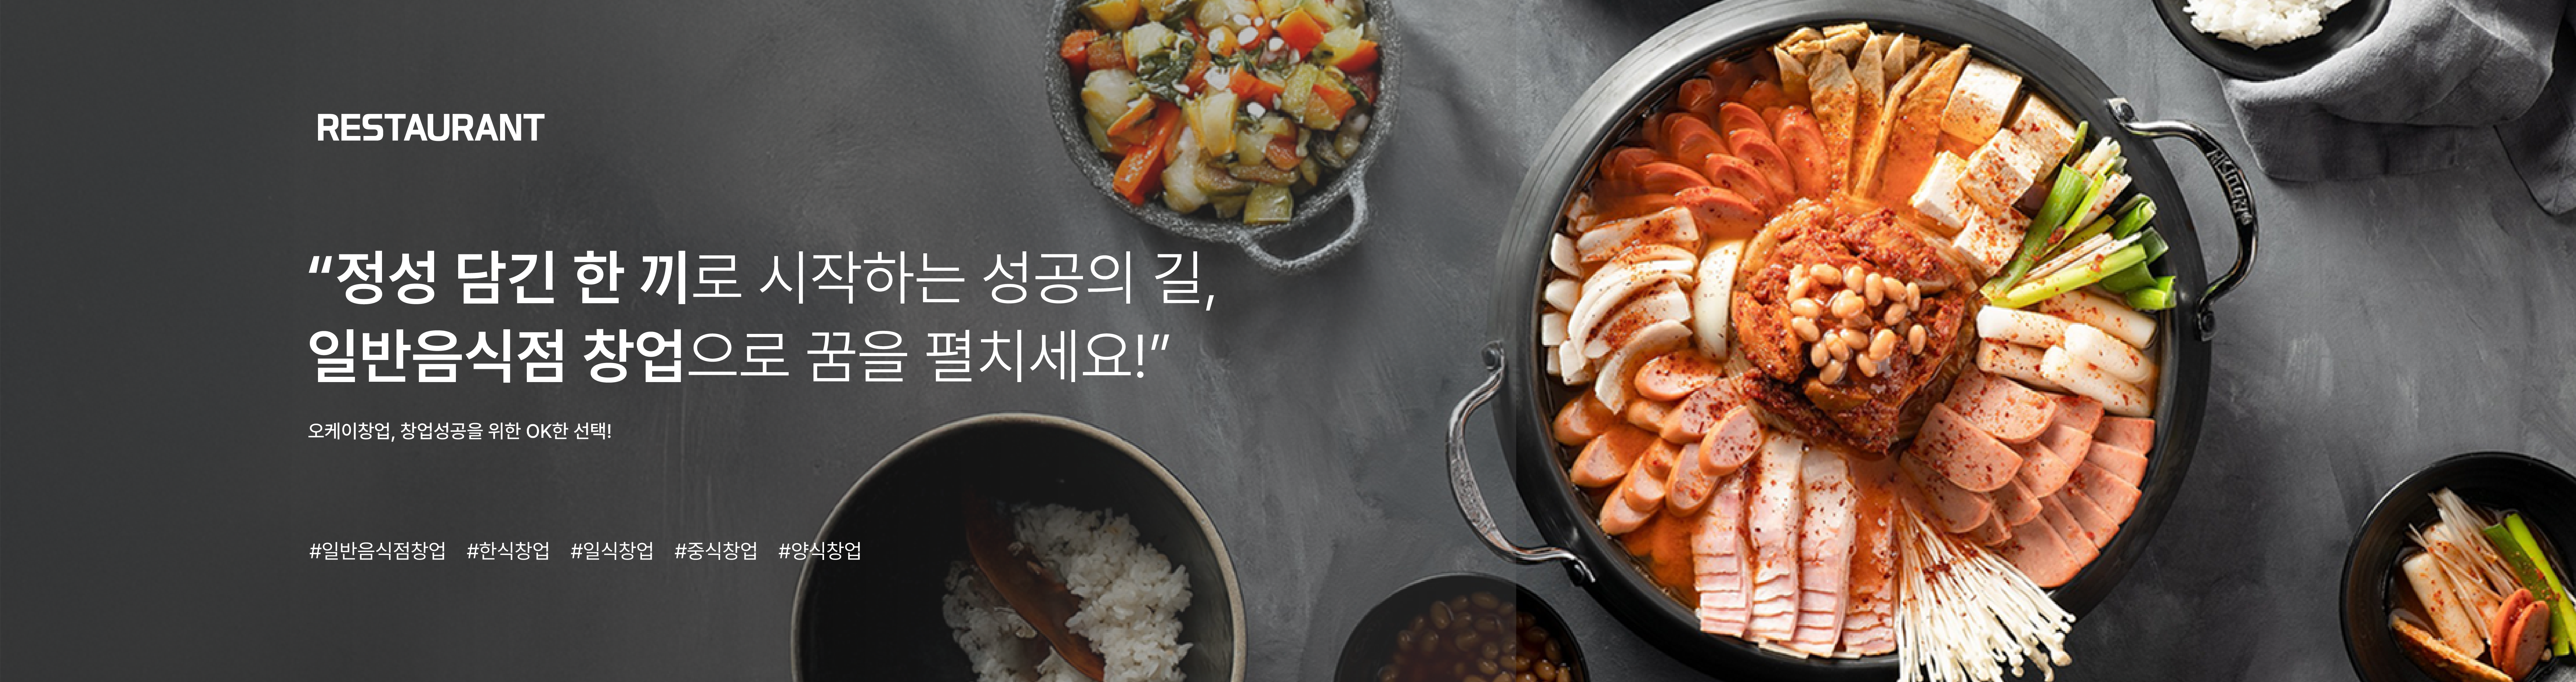 RESTAURANT
“정성 담긴 한 끼로 시작하는 성공의 길,
일반음식점 창업으로 꿈을 펼치세요!”
오케이창업, 창업성공을 위한 OK한 선택!
#일반음식점창업 #한식창업 #일식창업 #중식창업 #양식창업